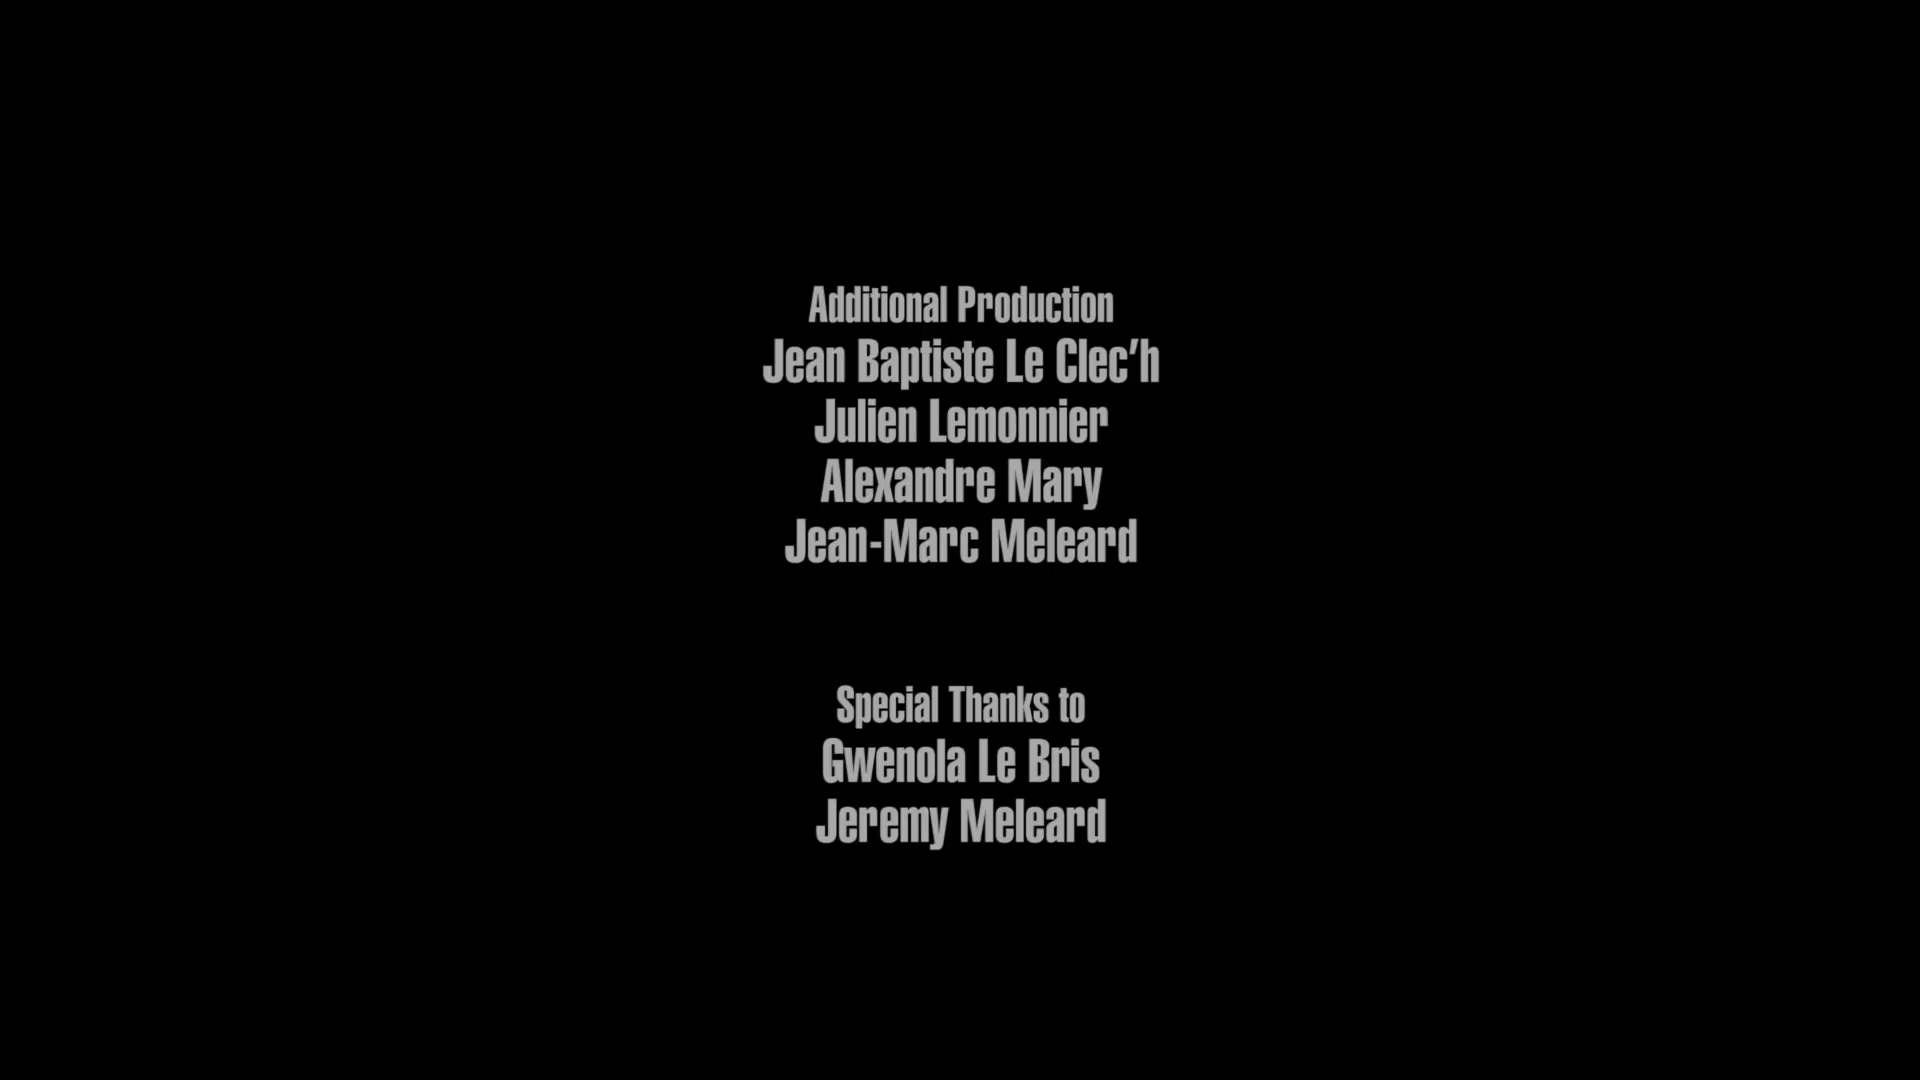 Additional Production
Jean Baptiste Le Clec’h
Julien Lemonnier
Alexandre Mary
Jean-Marc Meleard
Special Thanks to
Gwenola Le Bris
Jeremy Meleard